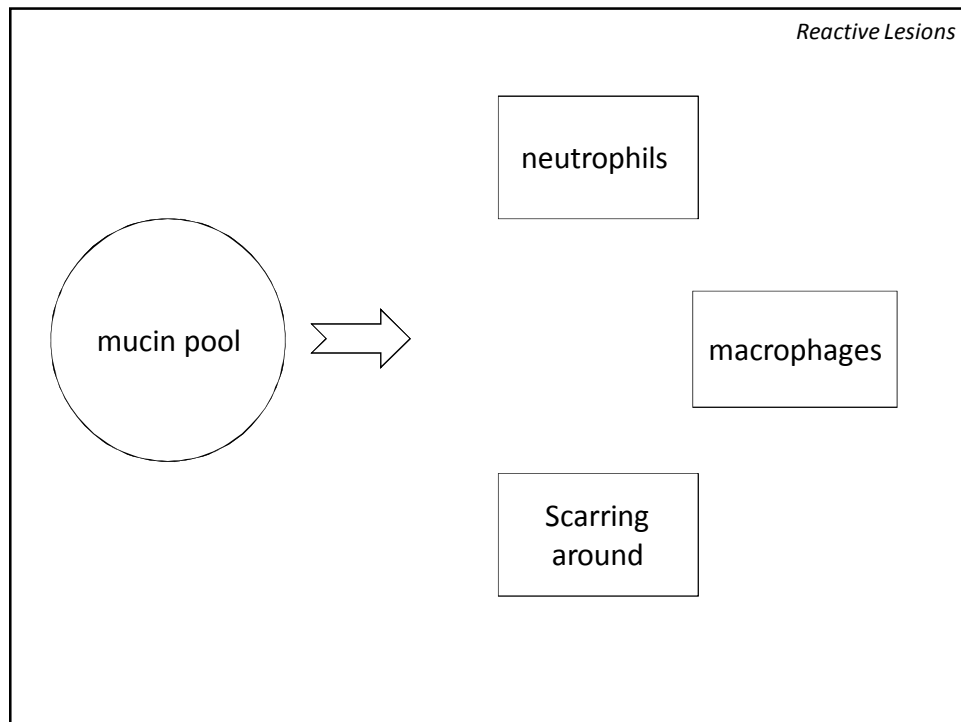 Reactive Lesions
neutrophils
mucin pool
macrophages
Scarring
around